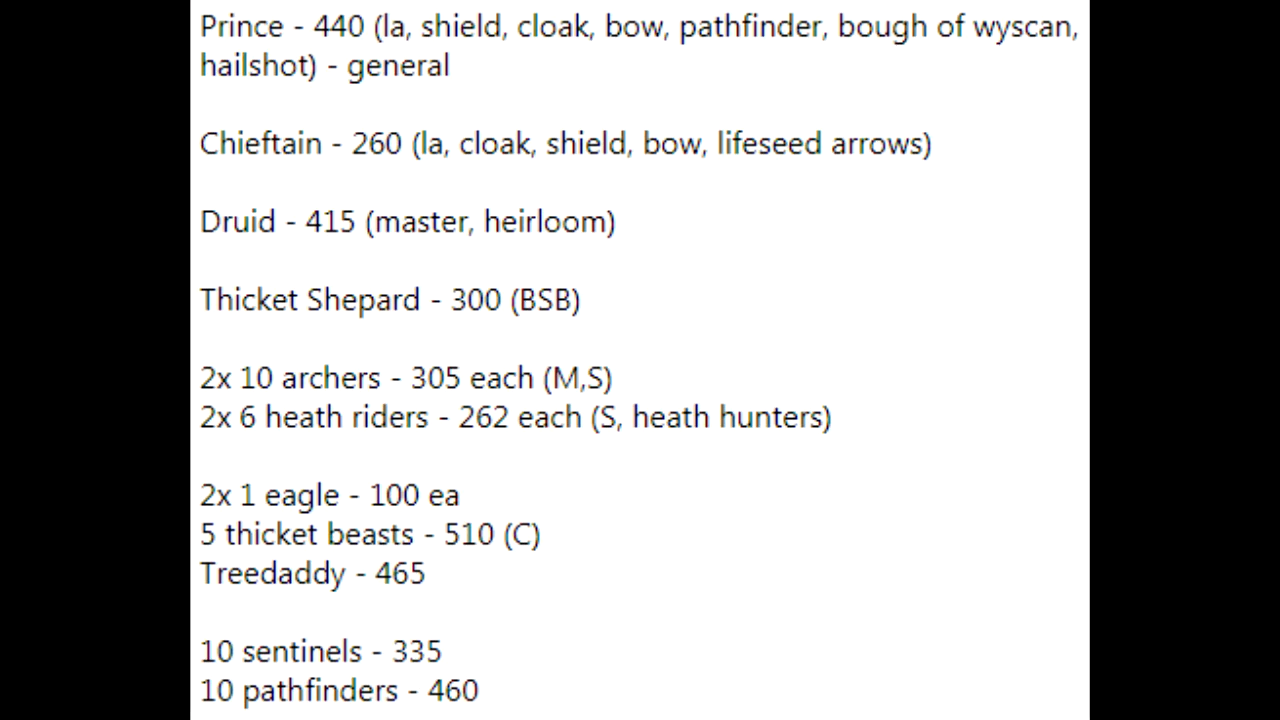 Prince - 440 (la, shield, cloak, bow, pathfinder, bough of wyscan,
hailshot) - general
Chieftain - 260 (la, cloak, shield, bow, lifeseed arrows)
Druid - 415 (master, heirloom)
Thicket Shepard - 300 (BSB)
2x 10 archers - 305 each (M,S)
2x 6 heath riders - 262 each (S, heath hunters)
2x 1 eagle - 100 ea
5 thicket beasts - 510 (C)
Treedaddy - 465
10 sentinels - 335
10 pathfinders - 460